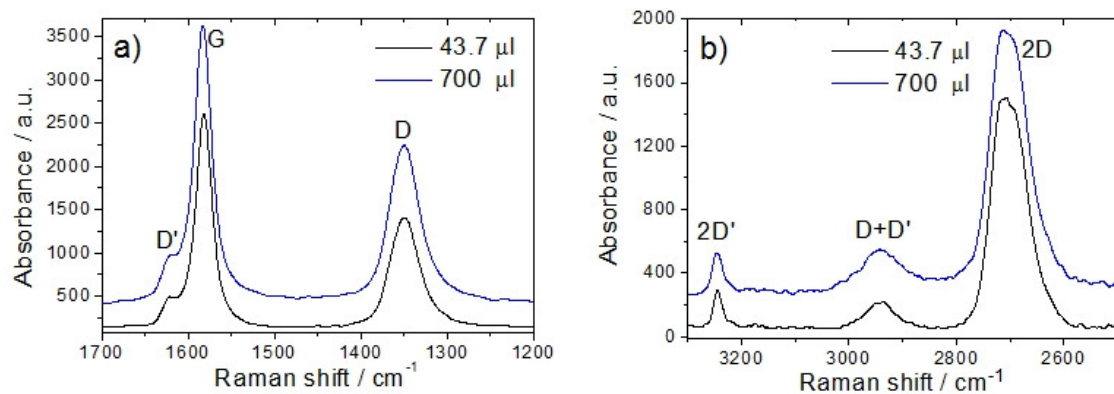 a)
G
43.7 μl
700 μl
D
D'
3500
3000
2500
2000
1500
1000
500
Absorbance / a.u.
1700 1600 1500 1400 1300 1200
Raman shift / cm-1
b)
43.7 μl
700 μl
2D
2D'
D+D'
2000
1600
1200
800
400
0
Absorbance / a.u.
3200 3000 2800 2600
Raman shift / cm-1